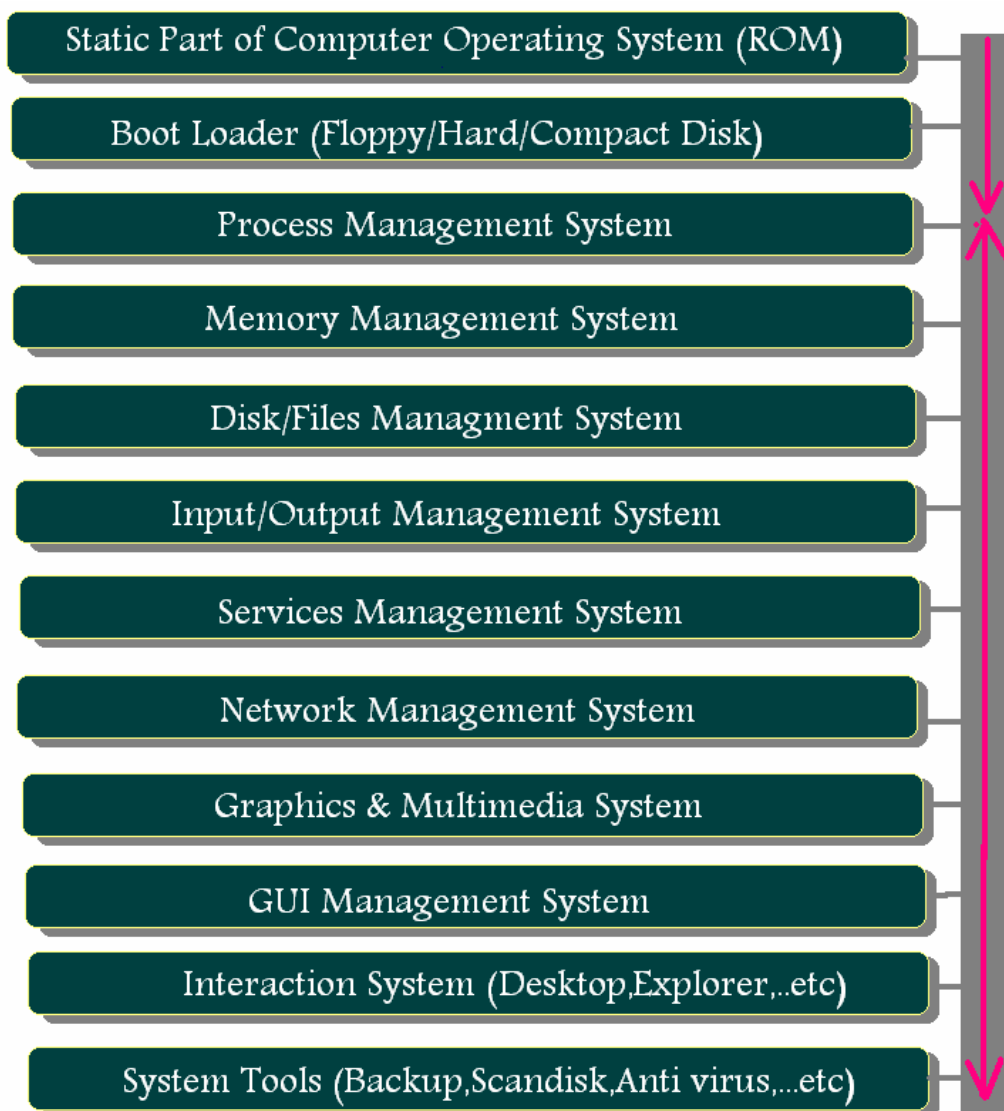 Static Part of Computer Operating System (ROM)
Boot Loader (Floppy/Hard/Compact Disk)
Process Management System
Memory Management System
Disk/Files Managment System
Input/Output Management System
Services Management System
Network Management System
Graphics & Multimedia System
GUI Management System
Interaction System (Desktop,Explorer,..etc)
System Tools (Backup,Scandisk,Anti virus,...etc)